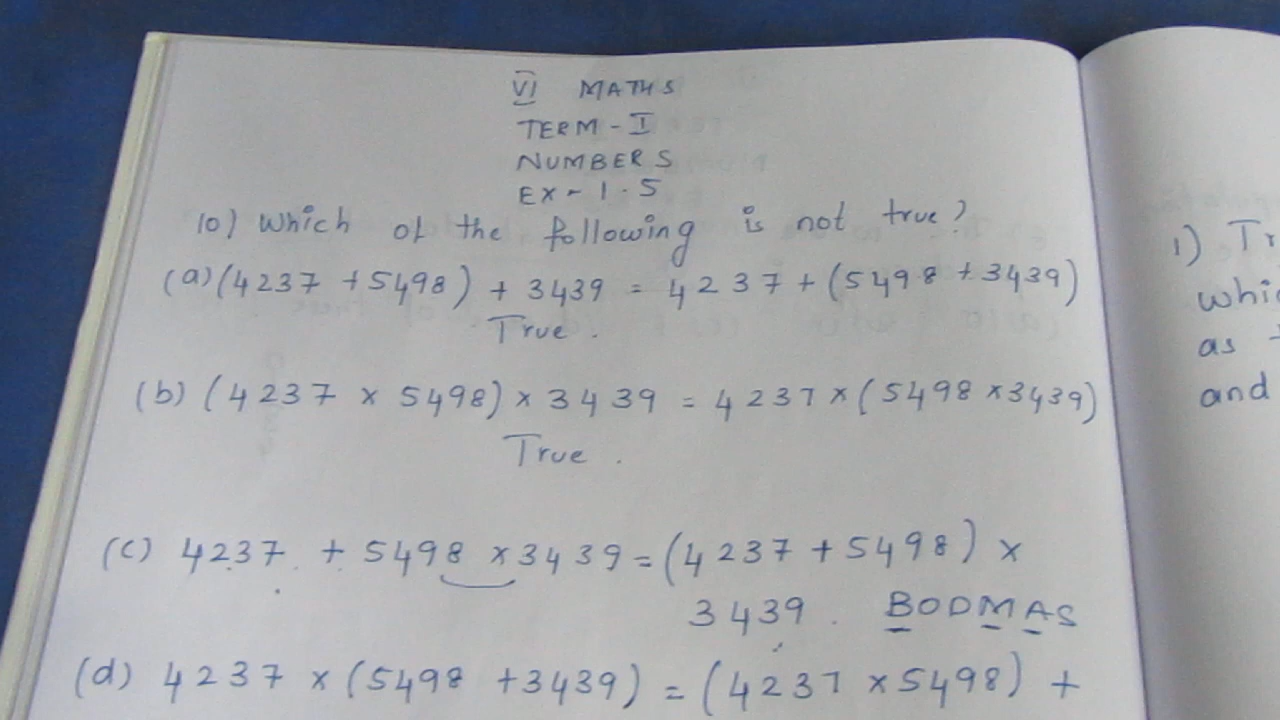 VI MATHS
TERM - I
NUMBERS
EX - 1.5
10) Which of the following is not true?
(a) (4237 + 5498) + 3439 = 4237 + (5498 + 3439)
True.
(b) (4237 × 5498) × 3439 = 4237 × (5498 × 3439)
True.
(c) 4237 + 5498 × 3439 = (4237 + 5498) ×
3439. BODMAS
(d) 4237 × (5498 + 3439) = (4237 × 5498) +
1) Tr
whic
as
and